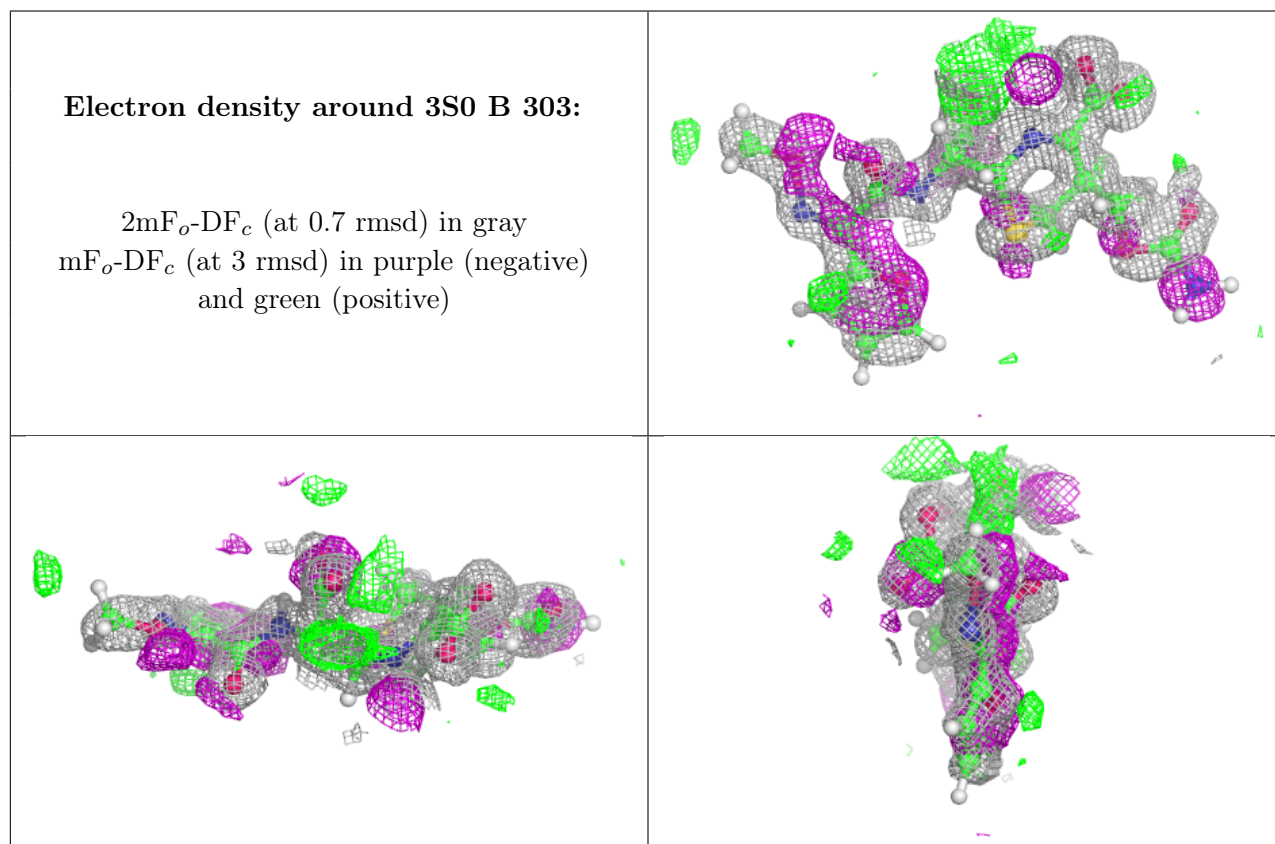 Electron density around 3S0 B 303:
2mFo-DFc (at 0.7 rmsd) in gray
mFo-DFc (at 3 rmsd) in purple (negative)
and green (positive)